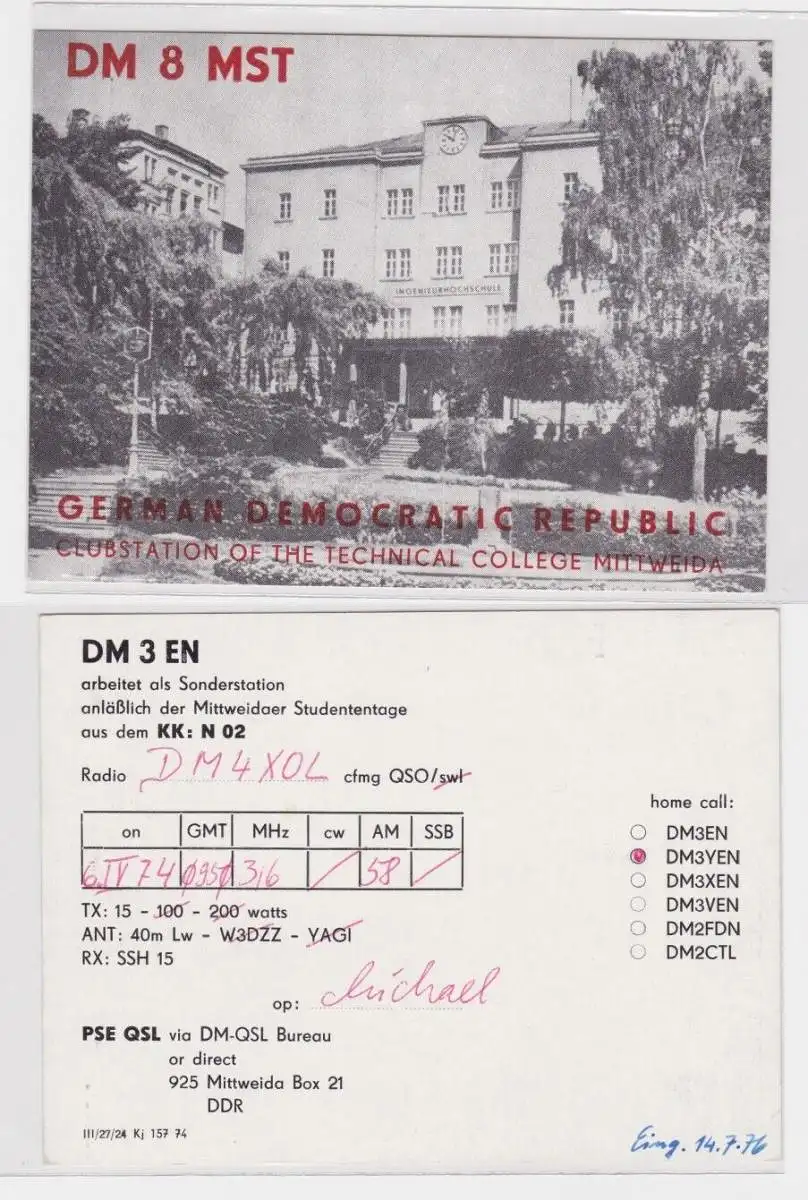 DM 8 MST
INGENIEURHOCHSCHULE
GERMAN DEMOCRATIC REPUBLIC
CLUBSTATION OF THE TECHNICAL COLLEGE MITTWEIDA
DM 3 EN
arbeitet als Sonderstation
anläßlich der Mittweidaer Studententage
aus dem KK: N 02
Radio DM4XOL cfmg QSO/swl
on GMT MHz cw AM SSB
6.IV 74 Ø95Ø 3,6 / 58 /
TX: 15 - 100 - 200 watts
ANT: 40m Lw - W3DZZ - YAGI
RX: SSH 15
op: Michael
home call:
DM3EN
DM3YEN
DM3XEN
DM3VEN
DM2FDN
DM2CTL
PSE QSL via DM-QSL Bureau
or direct
925 Mittweida Box 21
DDR
III/27/24 Kj 157 74
Eing. 14.7.76